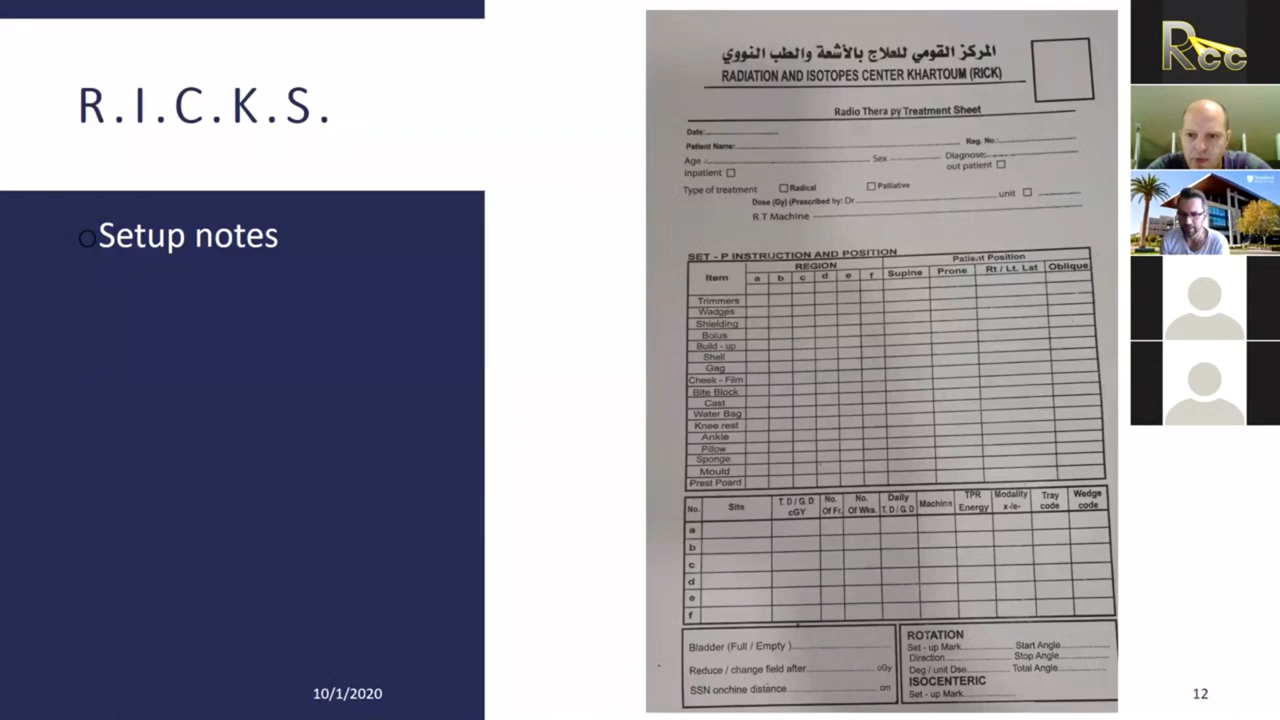 R.I.C.K.S.
Setup notes
10/1/2020
12
المركز القومي للعلاج بالأشعة والطب النووي
RADIATION AND ISOTOPES CENTER KHARTOUM (RICK)
Radio Thera py Treatment Sheet
Date:
Patient Name: Reg. No.:
Age Sex Diagnose:
inpatient out patient
Type of treatment Radical Palliative
Dose (Gy) (Prescribed by: Dr unit
R.T Machine
SET - P INSTRUCTION AND POSITION
Item REGION Patient Position
a b c d e f Supine Prone Rt / Lt. Lat Oblique
Trimmers
Wadges
Shielding
Bolus
Build - up
Shell
Gag
Cheek - Film
Bite Block
Cast
Water Bag
Knee rest
Ankle
Pillow
Sponge
Mould
Prest Poard
No. Site T. D / G. D cGY No. Of Fr. No. Of Wks. Daily T. D / G. D Machine TPR Energy Modality x-/e- Tray code Wedge code
a
b
c
d
e
f
Bladder (Full / Empty )
Reduce / change field after cGy
SSN onchine distance cm
ROTATION
Set - up Mark Start Angle
Direction Stop Angle
Deg / unit Dse Total Angle
ISOCENTERIC
Set - up Mark
Rcc